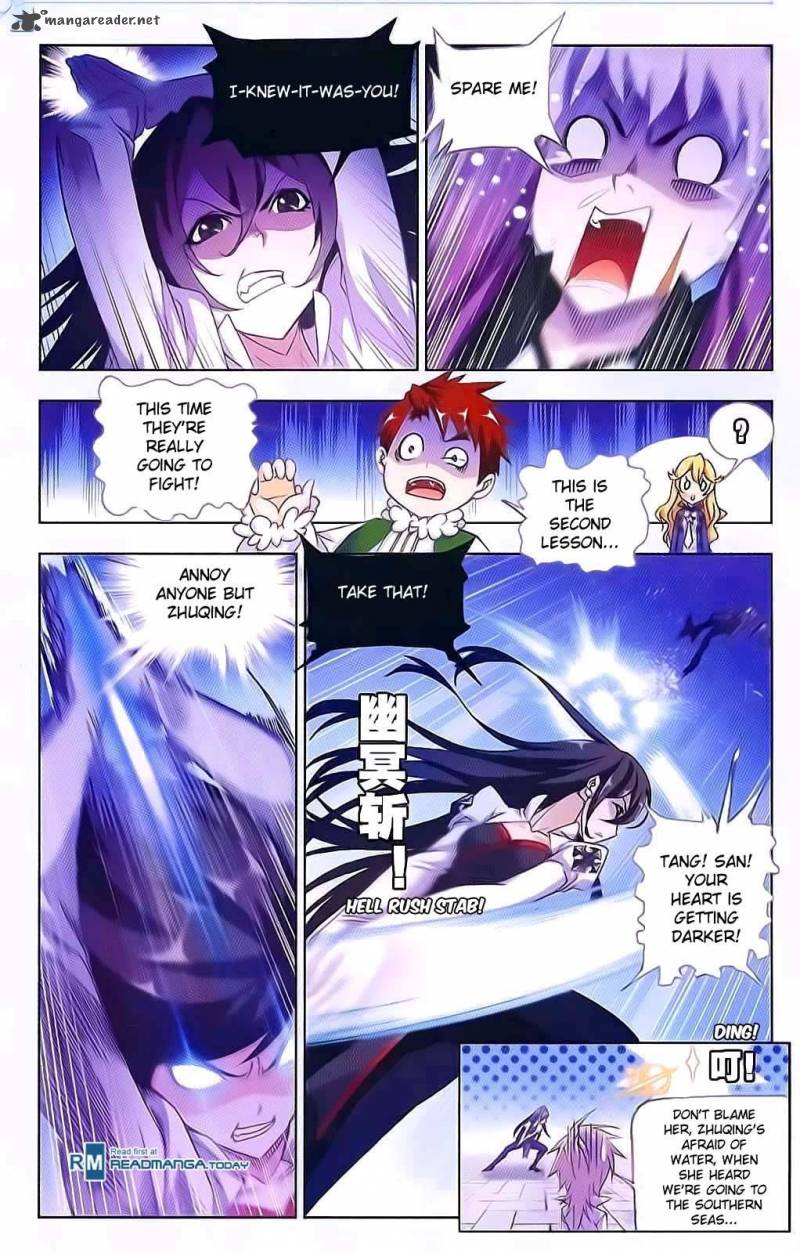 mangareader.net
I-KNEW-IT-WAS-YOU!
SPARE ME!
THIS TIME
THEY'RE
REALLY
GOING TO
FIGHT!
?
THIS IS
THE
SECOND
LESSON...
ANNOY
ANYONE BUT
ZHUQING!
TAKE THAT!
幽冥斩!
HELL RUSH STAB!
TANG! SAN!
YOUR
HEART IS
GETTING
DARKER!
DING!
叮!
DON'T BLAME
HER, ZHUQING'S
AFRAID OF
WATER, WHEN
SHE HEARD
WE'RE GOING TO
THE SOUTHERN
SEAS...
RM
Read first at
READMANGA.TODAY